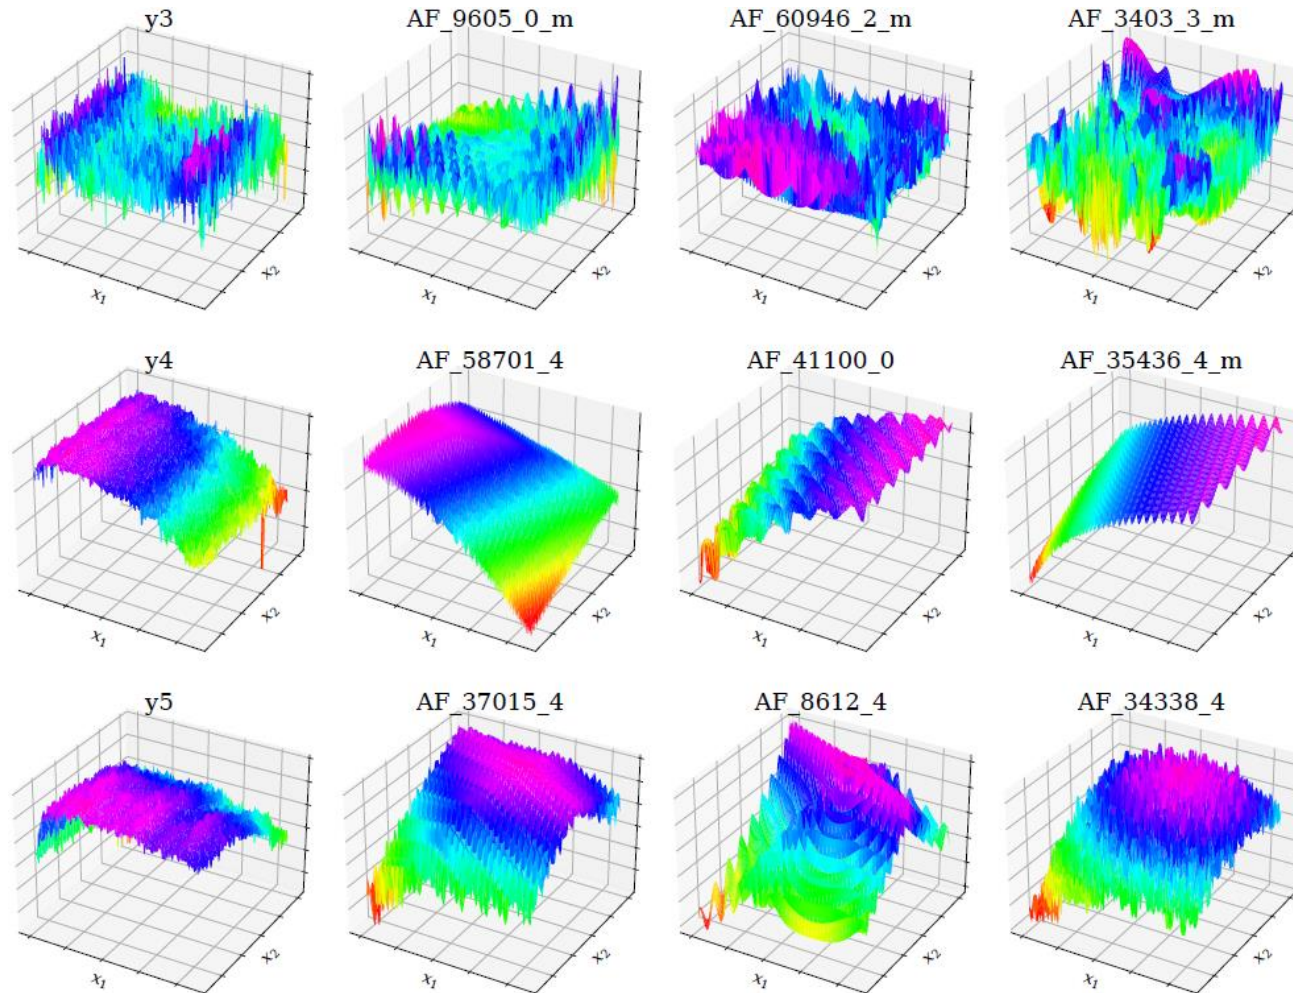 y3 AF_9605_0_m AF_60946_2_m AF_3403_3_m
x1 x2 x1 x2 x1 x2 x1 x2
y4 AF_58701_4 AF_41100_0 AF_35436_4_m
x1 x2 x1 x2 x1 x2 x1 x2
y5 AF_37015_4 AF_8612_4 AF_34338_4
x1 x2 x1 x2 x1 x2 x1 x2